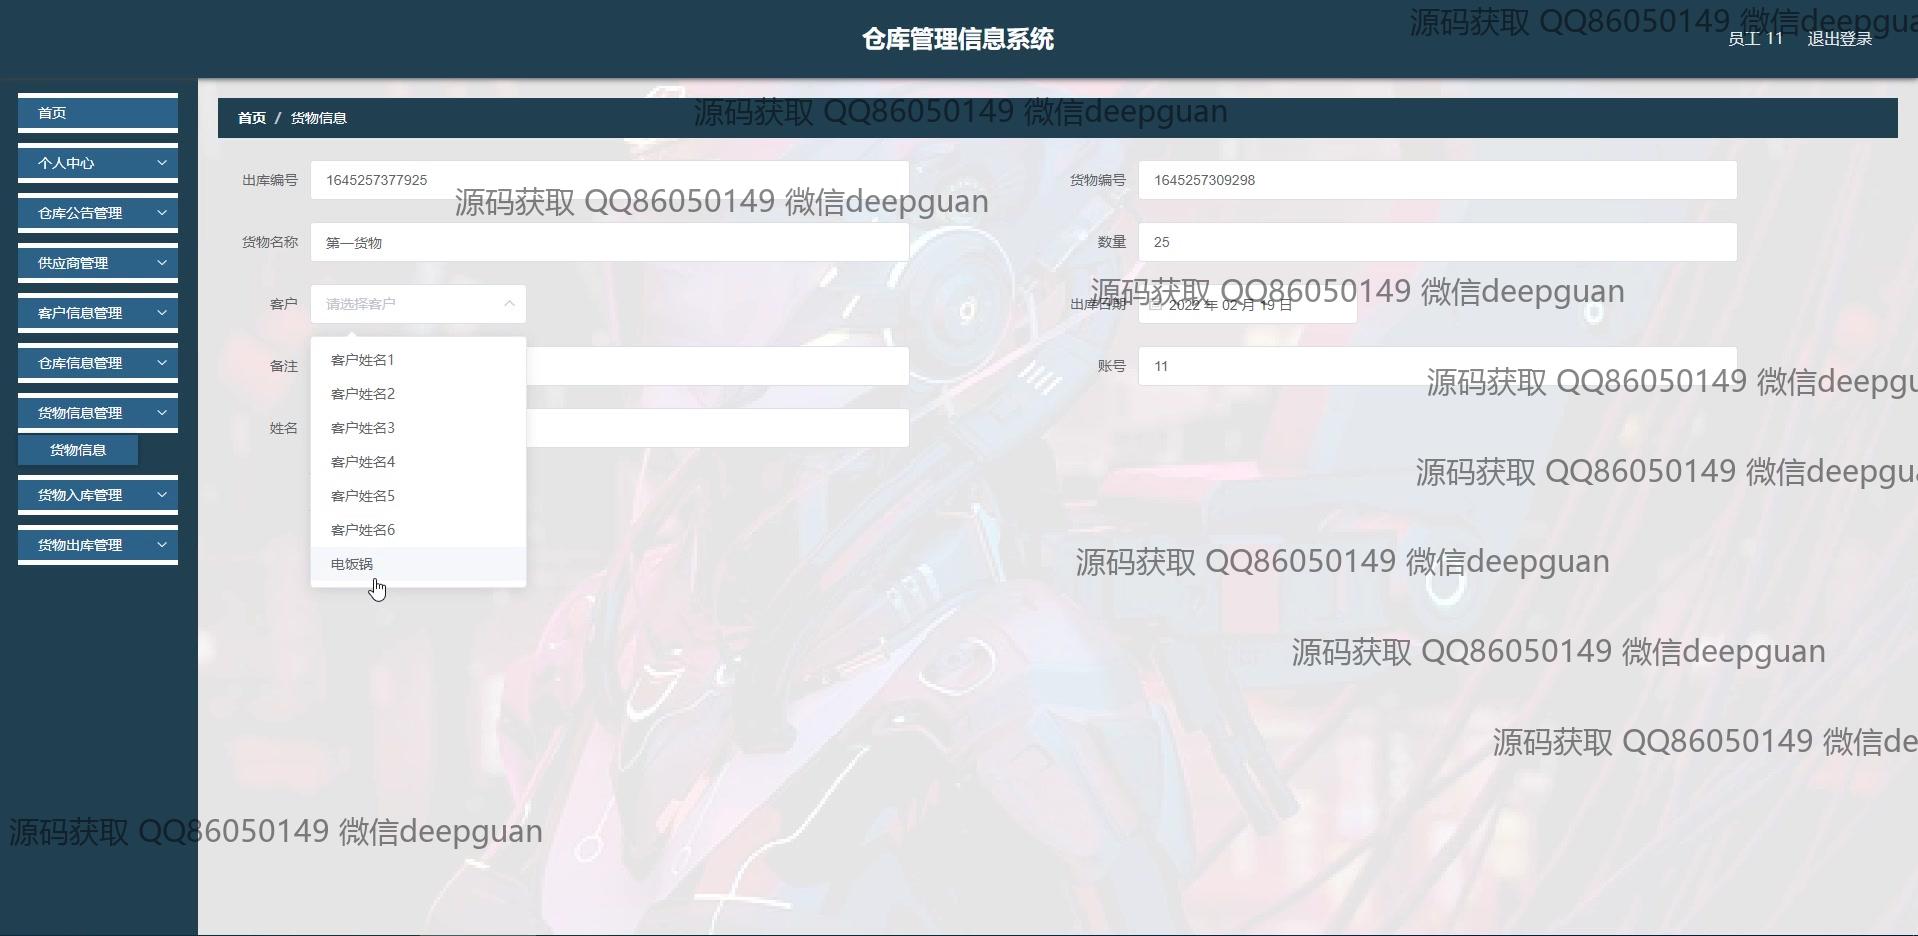 仓库管理信息系统
源码获取 QQ86050149 微信deepgua
员工 11 退出登录
首页
个人中心
仓库公告管理
供应商管理
客户信息管理
仓库信息管理
货物信息管理
货物信息
货物入库管理
货物出库管理
首页 / 货物信息
源码获取 QQ86050149 微信deepguan
出库编号 1645257377925
货物编号 1645257309298
源码获取 QQ86050149 微信deepguan
货物名称 第一货物
数量 25
源码获取 QQ86050149 微信deepguan
客户 请选择客户
出库日期 2022 年 02 月 19 日
备注
账号 11
源码获取 QQ86050149 微信deepgu
姓名
客户姓名1
客户姓名2
客户姓名3
客户姓名4
客户姓名5
客户姓名6
电饭锅
源码获取 QQ86050149 微信deepgua
源码获取 QQ86050149 微信deepguan
源码获取 QQ86050149 微信deepguan
源码获取 QQ86050149 微信de
源码获取 QQ86050149 微信deepguan